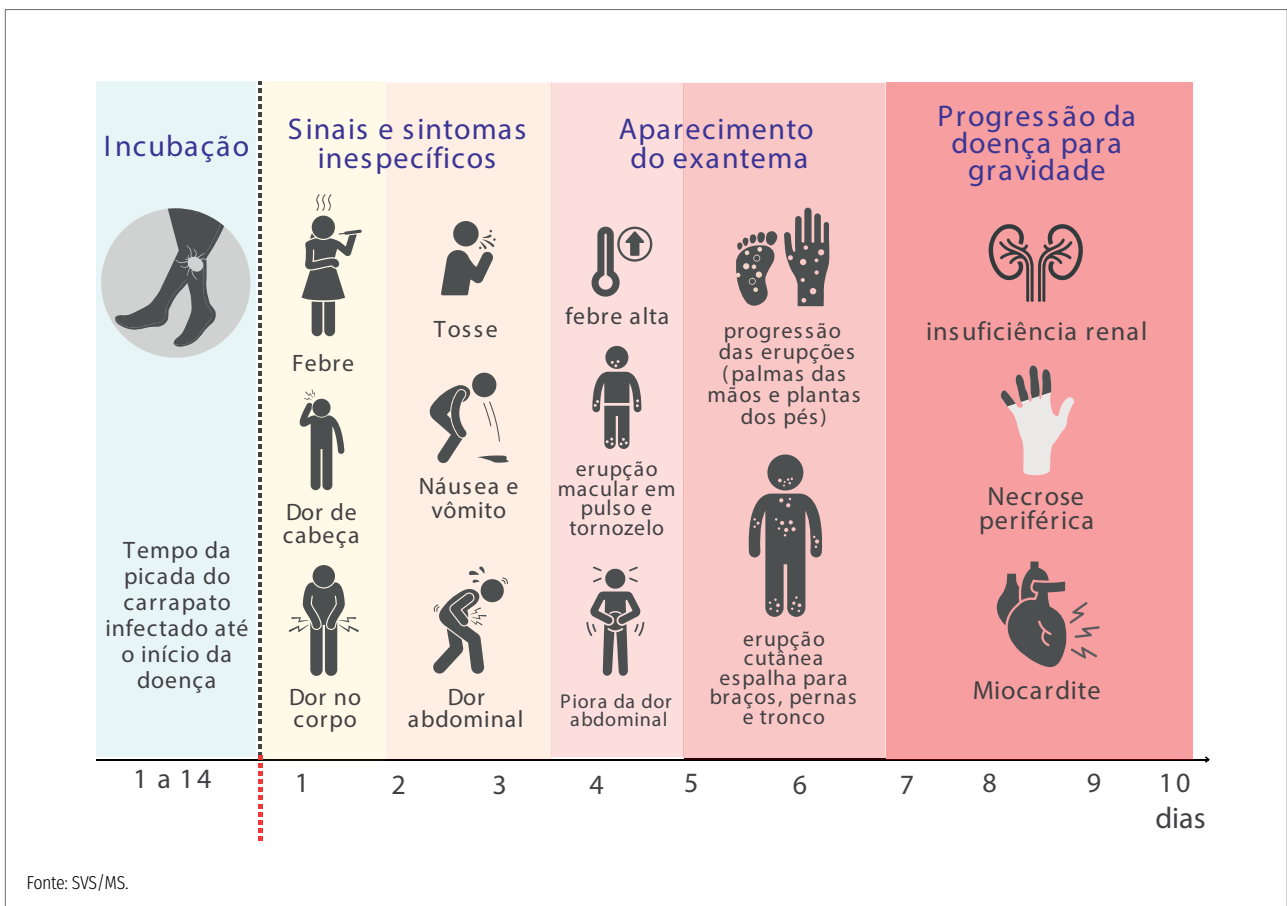 Incubação
Tempo da
picada do
carrapato
infectado até
o início da
doença
Sinais e sintomas
inespecíficos
Febre
Dor de
cabeça
Dor no
corpo
Tosse
Náusea e
vômito
Dor
abdominal
Aparecimento
do exantema
febre alta
erupção
macular em
pulso e
tornozelo
Piora da dor
abdominal
progressão
das erupções
(palmas das
mãos e plantas
dos pés)
erupção
cutânea
espalha para
braços, pernas
e tronco
Progressão da
doença para
gravidade
insuficiência renal
Necrose
periférica
Miocardite
1 a 14 1 2 3 4 5 6 7 8 9 10
dias
Fonte: SVS/MS.